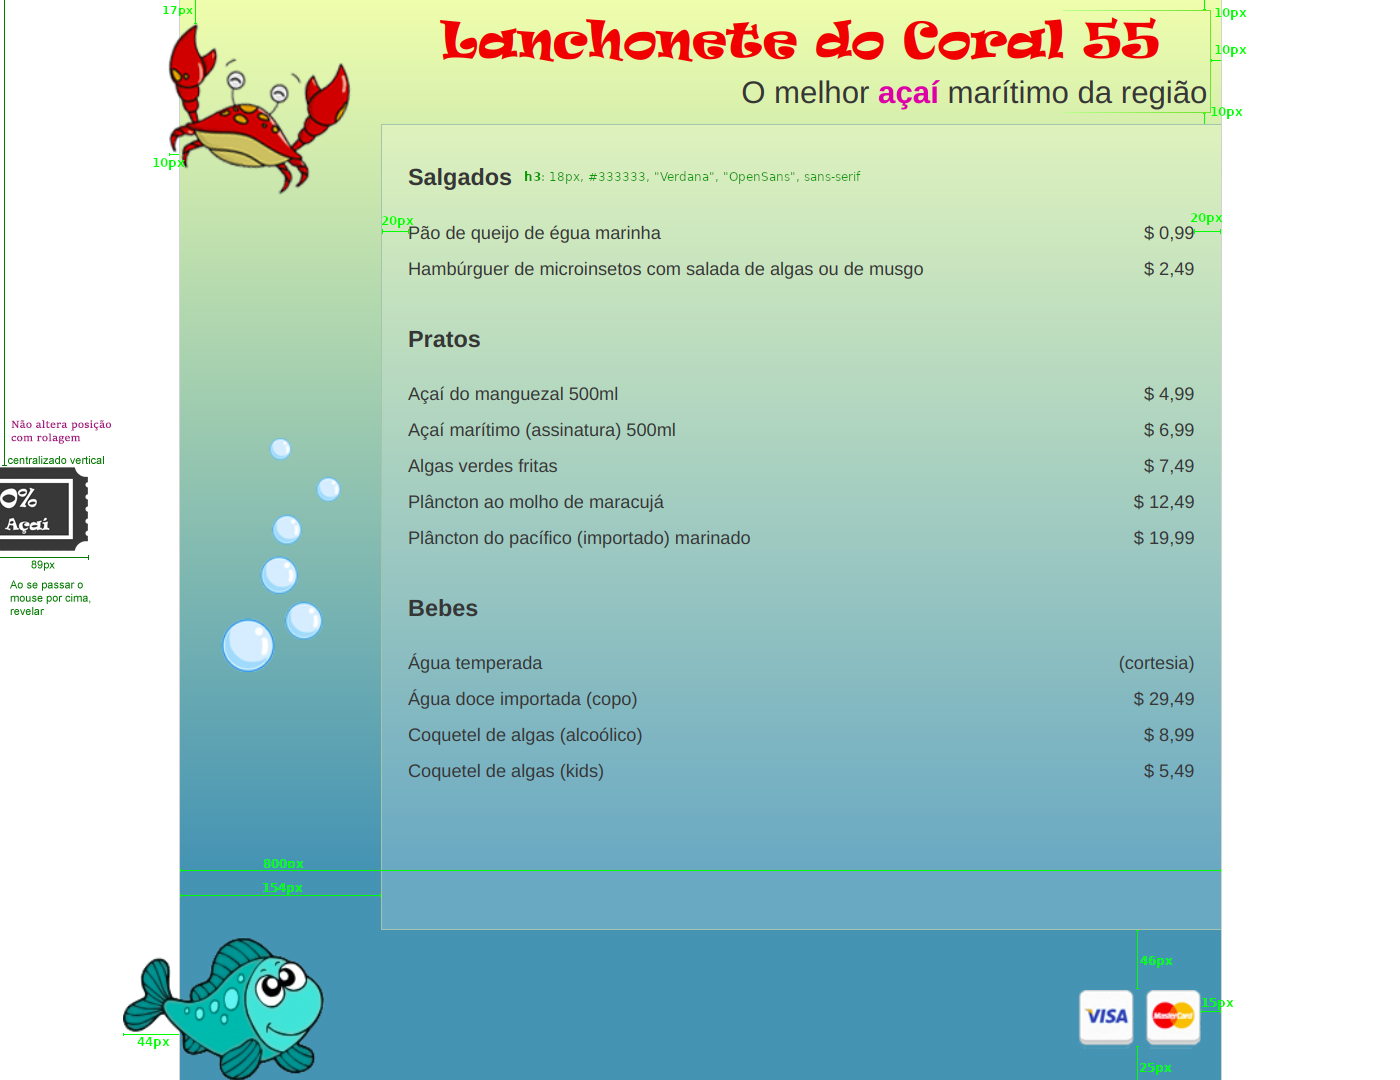 17px
10px
Lanchonete do Coral 55
10px
O melhor açaí marítimo da região
10px
10px
Salgados h3: 18px, #333333, "Verdana", "OpenSans", sans-serif
20px
20px
Pão de queijo de égua marinha $ 0,99
Hambúrguer de microinsetos com salada de algas ou de musgo $ 2,49
Pratos
Açaí do manguezal 500ml $ 4,99
Açaí marítimo (assinatura) 500ml $ 6,99
Algas verdes fritas $ 7,49
Plâncton ao molho de maracujá $ 12,49
Plâncton do pacífico (importado) marinado $ 19,99
Não altera posição
com rolagem
centralizado vertical
0%
Açaí
89px
Ao se passar o
mouse por cima,
revelar
Bebes
Água temperada (cortesia)
Água doce importada (copo) $ 29,49
Coquetel de algas (alcoólico) $ 8,99
Coquetel de algas (kids) $ 5,49
800px
154px
46px
VISA MasterCard
15px
44px
25px